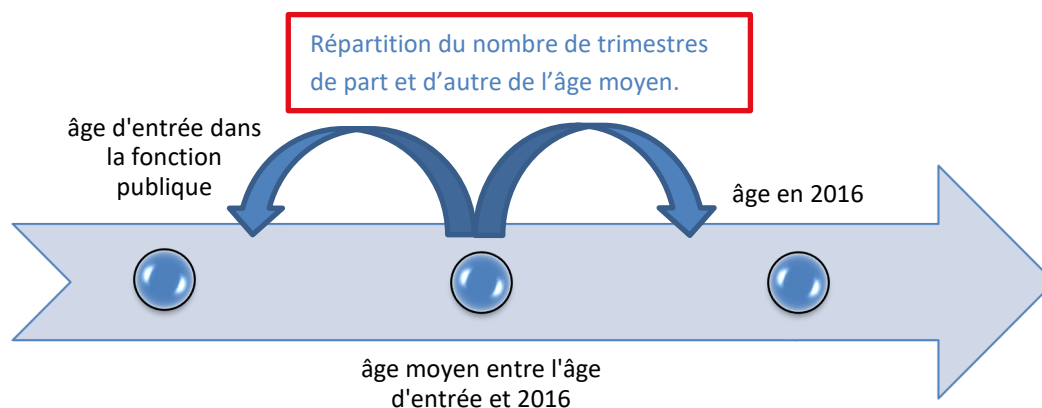 Répartition du nombre de trimestres
de part et d’autre de l’âge moyen.
âge d'entrée dans
la fonction
publique
âge en 2016
âge moyen entre l'âge
d'entrée et 2016